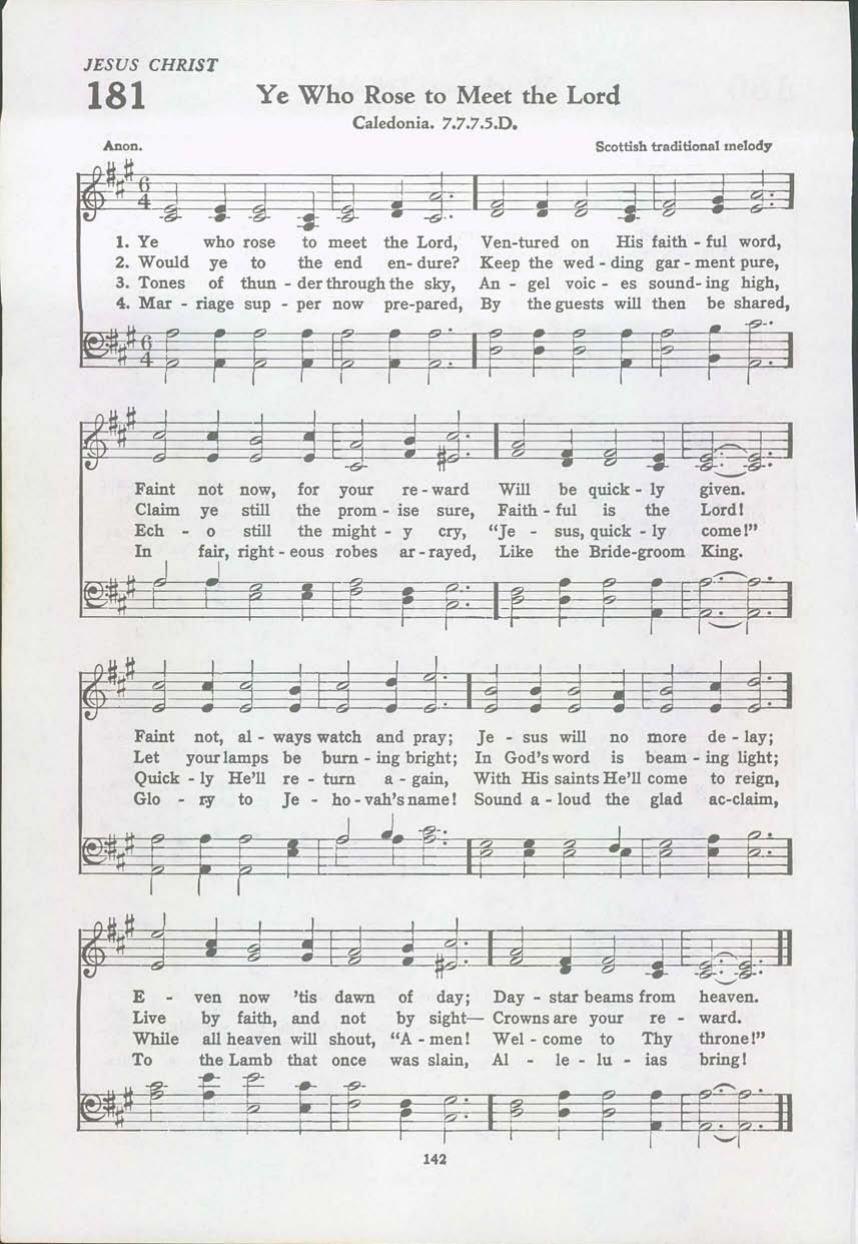 JESUS CHRIST
181
Ye Who Rose to Meet the Lord
Caledonia. 7.7.7.5.D.
Anon. Scottish traditional melody
6
4
1. Ye who rose to meet the Lord, Ven-tured on His faith - ful word,
2. Would ye to the end en- dure? Keep the wed - ding gar - ment pure,
3. Tones of thun - der through the sky, An - gel voic - es sound-ing high,
4. Mar - riage sup - per now pre-pared, By the guests will then be shared,
6
4
Faint not now, for your re - ward Will be quick - ly given.
Claim ye still the prom - ise sure, Faith - ful is the Lord!
Ech - o still the might - y cry, “Je - sus, quick - ly come!”
In fair, right - eous robes ar - rayed, Like the Bride-groom King.
Faint not, al - ways watch and pray; Je - sus will no more de - lay;
Let your lamps be burn - ing bright; In God's word is beam - ing light;
Quick - ly He'll re - turn a - gain, With His saints He'll come to reign,
Glo - ry to Je - ho - vah's name! Sound a - loud the glad ac-claim,
E - ven now 'tis dawn of day; Day - star beams from heaven.
Live by faith, and not by sight— Crowns are your re - ward.
While all heaven will shout, “A - men! Wel - come to Thy throne!”
To the Lamb that once was slain, Al - le - lu - ias bring!
142